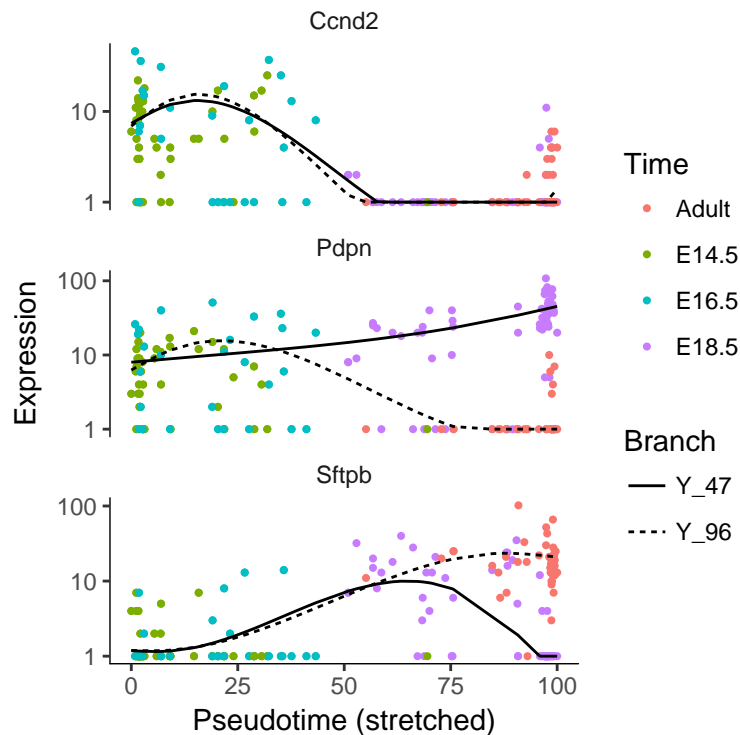 Ccnd2
10
1
Pdpn
100
10
1
Sftpb
100
10
1
0
25
50
75
100
Pseudotime (stretched)
Expression
Time
Adult
E14.5
E16.5
E18.5
Branch
Y_47
Y_96